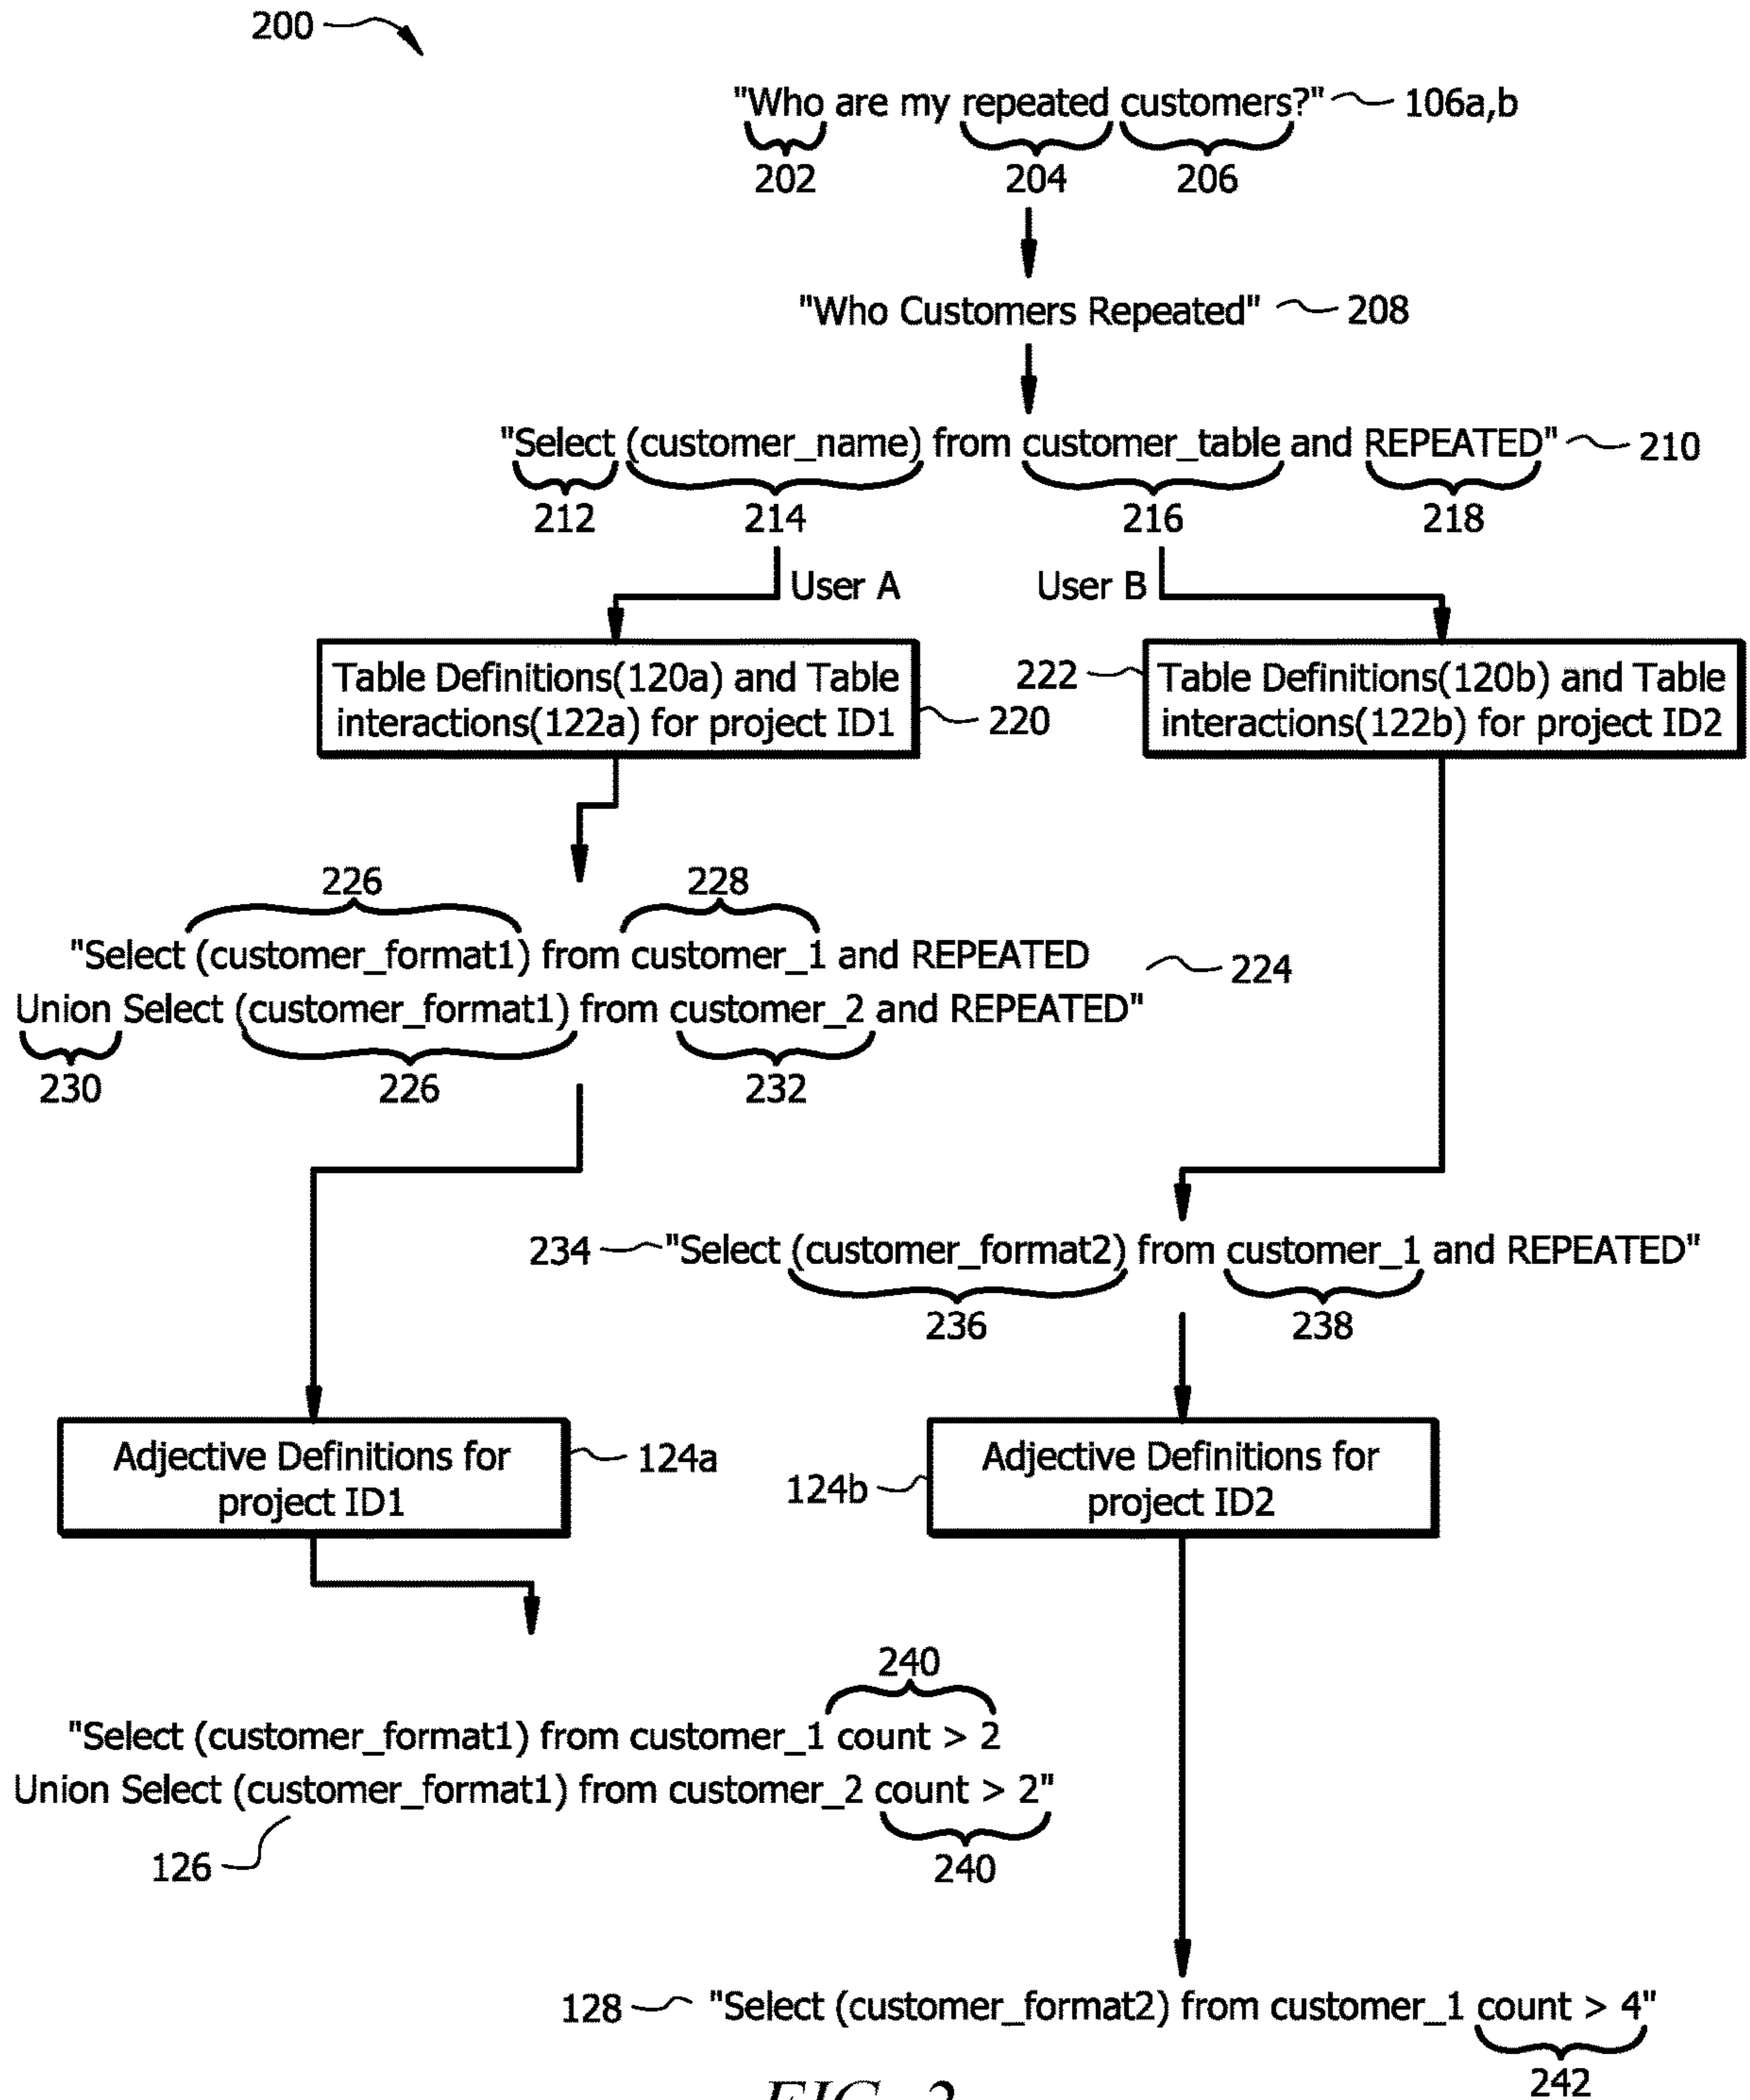 200
"Who are my repeated customers?" 106a,b
202 204 206
"Who Customers Repeated" 208
"Select (customer_name) from customer_table and REPEATED" 210
212 214 216 218
User A User B
Table Definitions(120a) and Table
interactions(122a) for project ID1
220
222
Table Definitions(120b) and Table
interactions(122b) for project ID2
226 228
"Select (customer_format1) from customer_1 and REPEATED
Union Select (customer_format1) from customer_2 and REPEATED"
224
230 226 232
234 "Select (customer_format2) from customer_1 and REPEATED"
236 238
Adjective Definitions for
project ID1
124a
124b
Adjective Definitions for
project ID2
240
"Select (customer_format1) from customer_1 count > 2
Union Select (customer_format1) from customer_2 count > 2"
126 240
128 "Select (customer_format2) from customer_1 count > 4"
242
FIG. 2